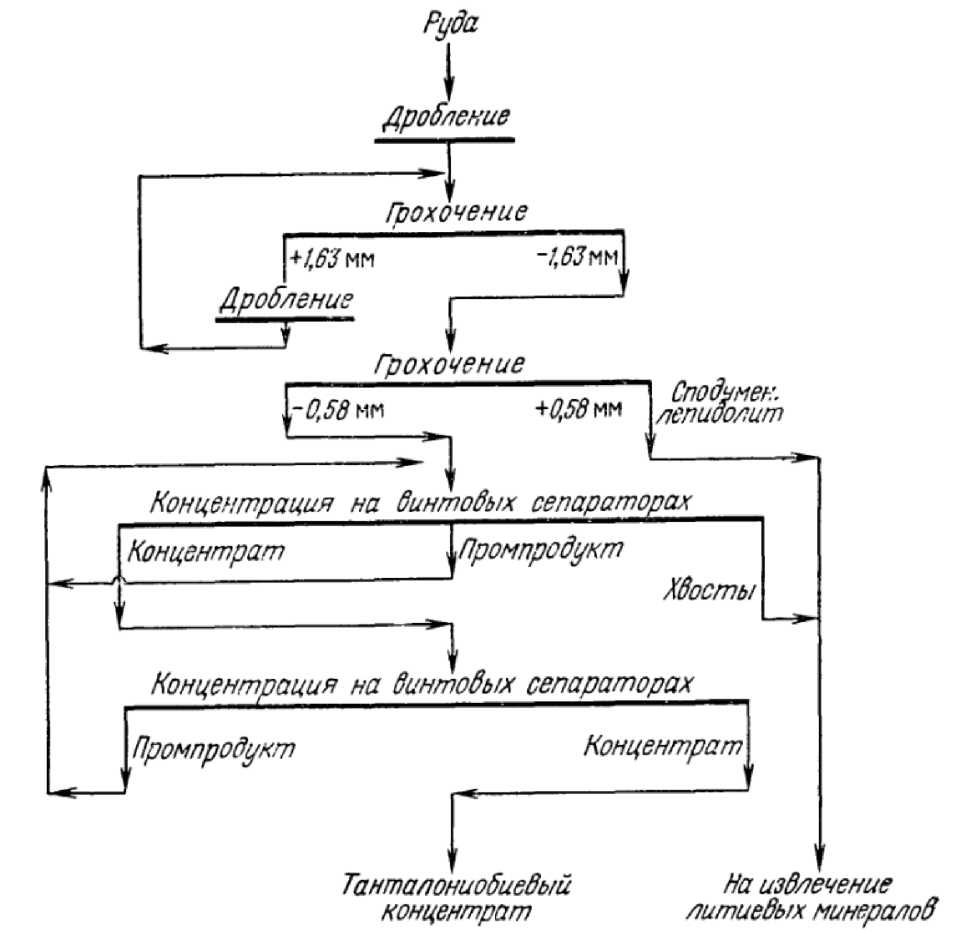 Руда
Дробление
Грохочение
+1,63 мм
−1,63 мм
Дробление
Грохочение
−0,58 мм
+0,58 мм
Сподумен.
лепидолит
Концентрация на винтовых сепараторах
Концентрат
Промпродукт
Хвосты
Концентрация на винтовых сепараторах
Промпродукт
Концентрат
Танталониобиевый
концентрат
На извлечение
литиевых минералов